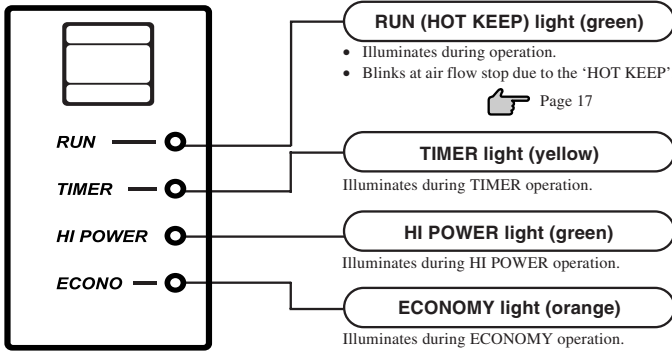 RUN (HOT KEEP) light (green)
• Illuminates during operation.
• Blinks at air flow stop due to the ‘HOT KEEP’
Page 17
RUN
TIMER light (yellow)
TIMER
Illuminates during TIMER operation.
HI POWER light (green)
HI POWER
Illuminates during HI POWER operation.
ECONO
ECONOMY light (orange)
Illuminates during ECONOMY operation.